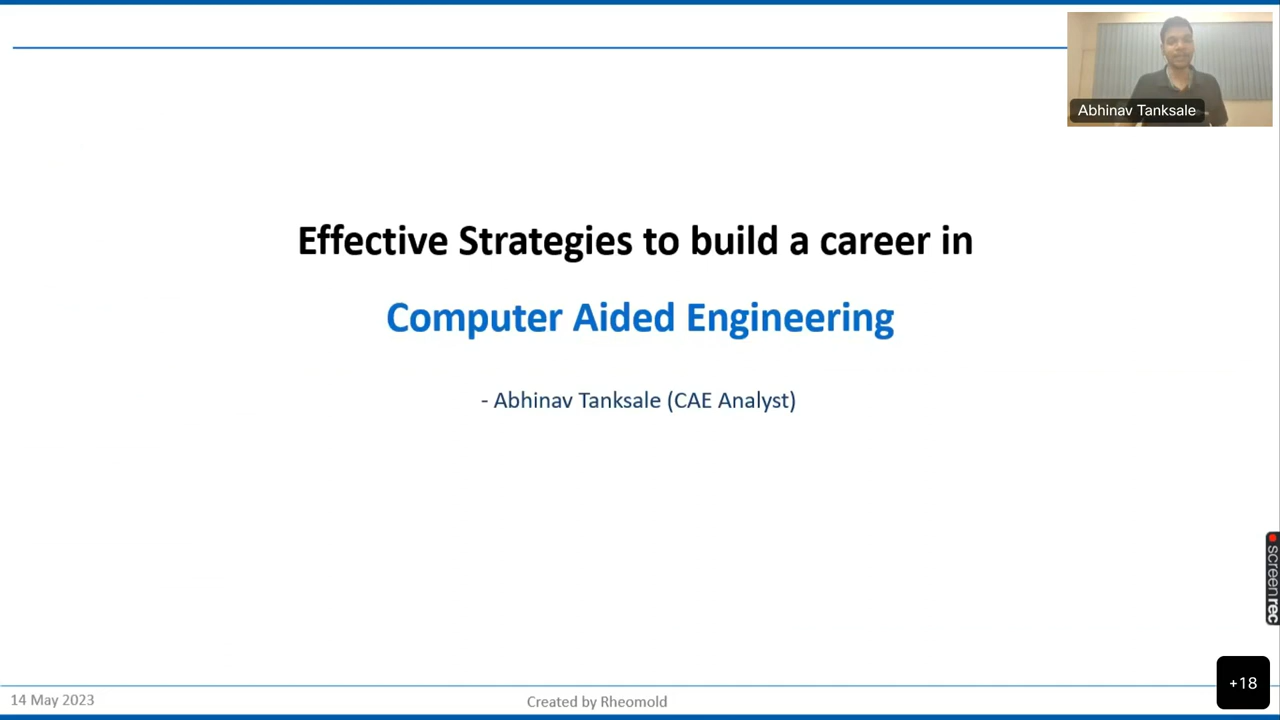 Abhinav Tanksale
Effective Strategies to build a career in
Computer Aided Engineering
- Abhinav Tanksale (CAE Analyst)
screenrec
+18
14 May 2023
Created by Rheomold